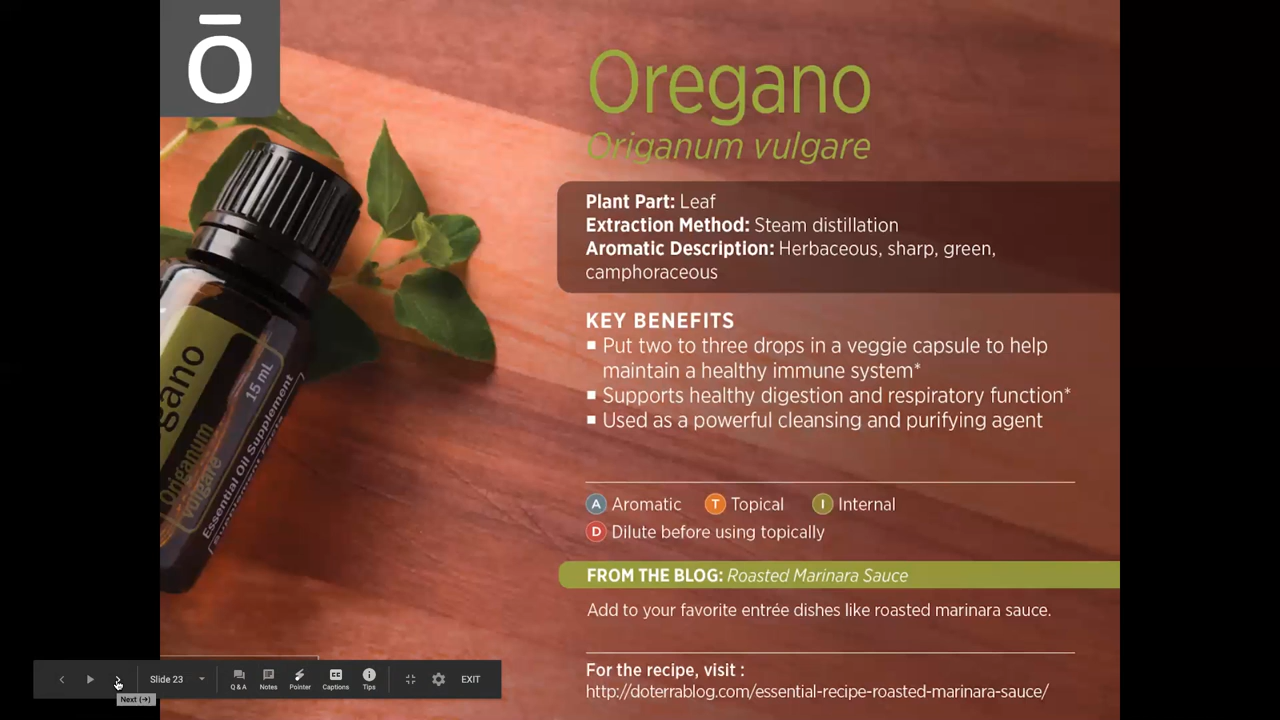 ō
Oregano
Origanum vulgare
Plant Part: Leaf
Extraction Method: Steam distillation
Aromatic Description: Herbaceous, sharp, green,
camphoraceous
KEY BENEFITS
▪ Put two to three drops in a veggie capsule to help
maintain a healthy immune system*
▪ Supports healthy digestion and respiratory function*
▪ Used as a powerful cleansing and purifying agent
A Aromatic T Topical I Internal
D Dilute before using topically
FROM THE BLOG: Roasted Marinara Sauce
Add to your favorite entrée dishes like roasted marinara sauce.
For the recipe, visit :
http://doterrablog.com/essential-recipe-roasted-marinara-sauce/
gano
Origanum
vulgare
15 mL
Essential Oil Supplement
Slide 23
Q & A
Notes
Pointer
Captions
Tips
EXIT
Next (→)